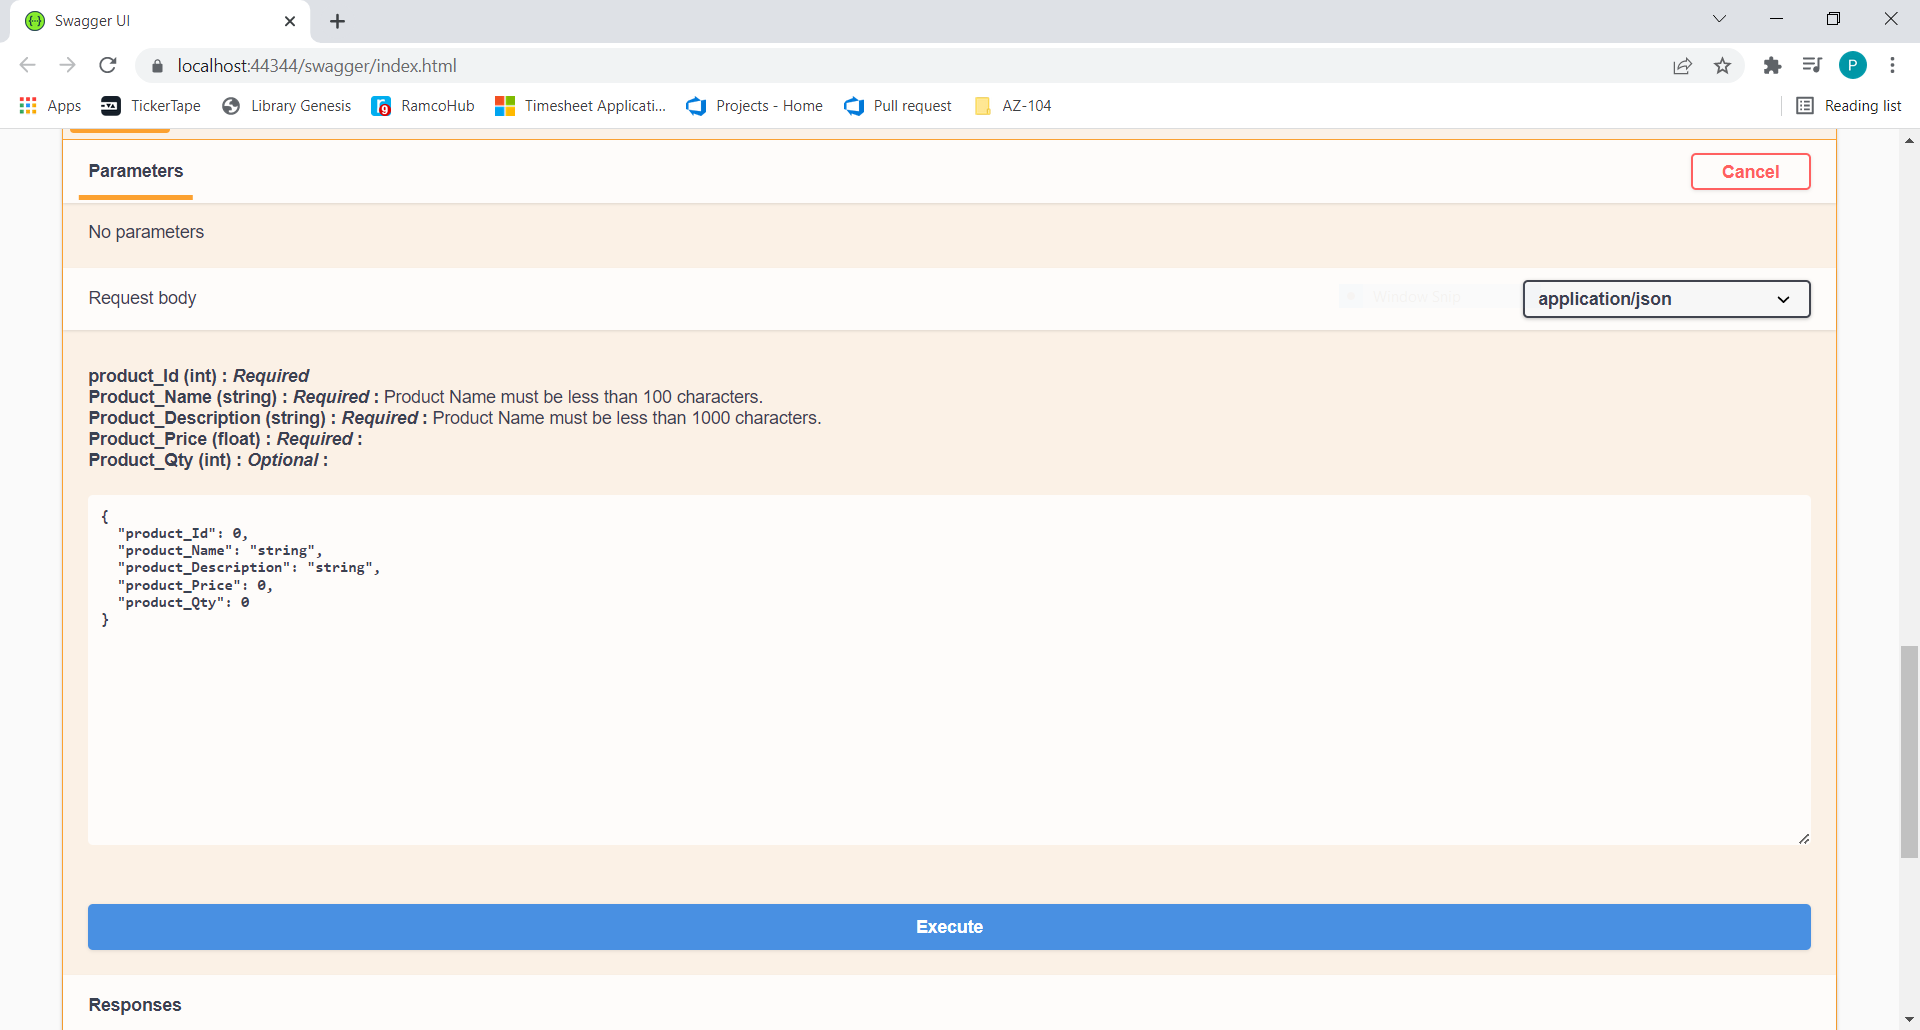 Swagger UI
localhost:44344/swagger/index.html
P
Apps
TickerTape
Library Genesis
RamcoHub
Timesheet Applicati...
Projects - Home
Pull request
AZ-104
Reading list
Parameters
Cancel
No parameters
Request body
Window Snip
application/json
product_Id (int) : Required
Product_Name (string) : Required : Product Name must be less than 100 characters.
Product_Description (string) : Required : Product Name must be less than 1000 characters.
Product_Price (float) : Required :
Product_Qty (int) : Optional :
{
  "product_Id": 0,
  "product_Name": "string",
  "product_Description": "string",
  "product_Price": 0,
  "product_Qty": 0
}
Execute
Responses